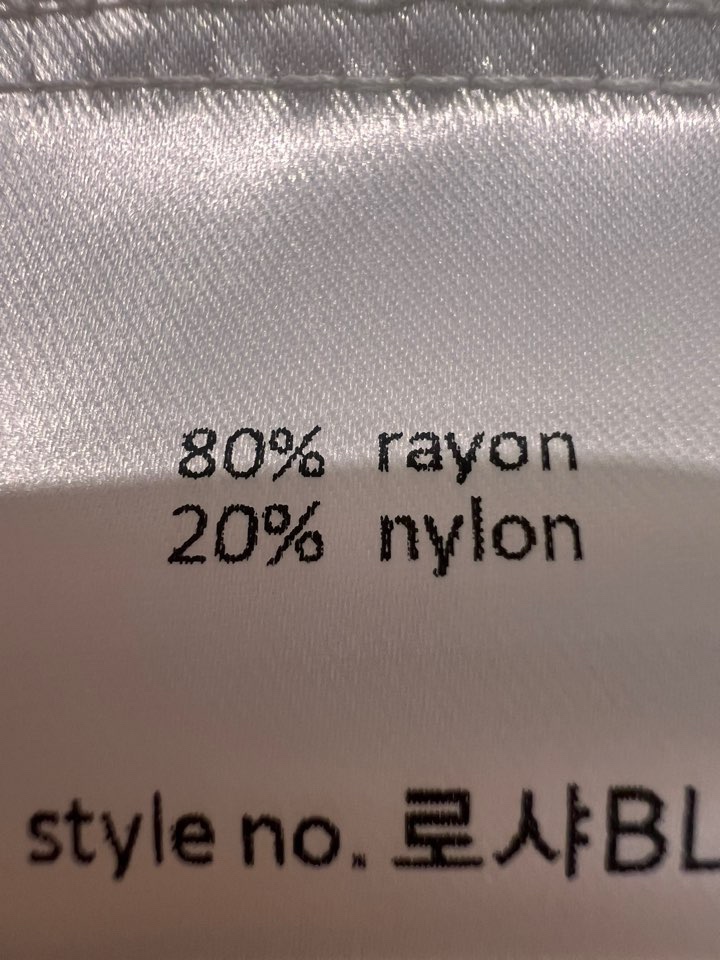 80% rayon
20% nylon
style no. 로샤BL